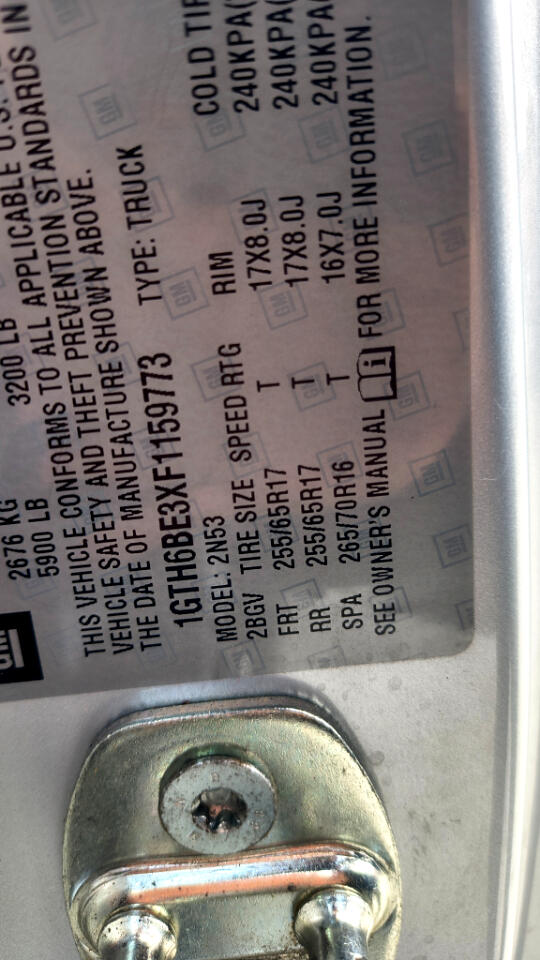 GM
2676 KG 3200 LB
5900 LB
THIS VEHICLE CONFORMS TO ALL APPLICABLE U.S.
VEHICLE SAFETY AND THEFT PREVENTION STANDARDS IN
THE DATE OF MANUFACTURE SHOWN ABOVE.
1GTH6BE3XF1159773 TYPE: TRUCK
MODEL: 2N53
2BGV TIRE SIZE SPEED RTG RIM COLD TIR
FRT 255/65R17 T 17X8.0J 240KPA(
RR 255/65R17 T 17X8.0J 240KPA(
SPA 265/70R16 T 16X7.0J 240KPA(
SEE OWNER'S MANUAL FOR MORE INFORMATION.